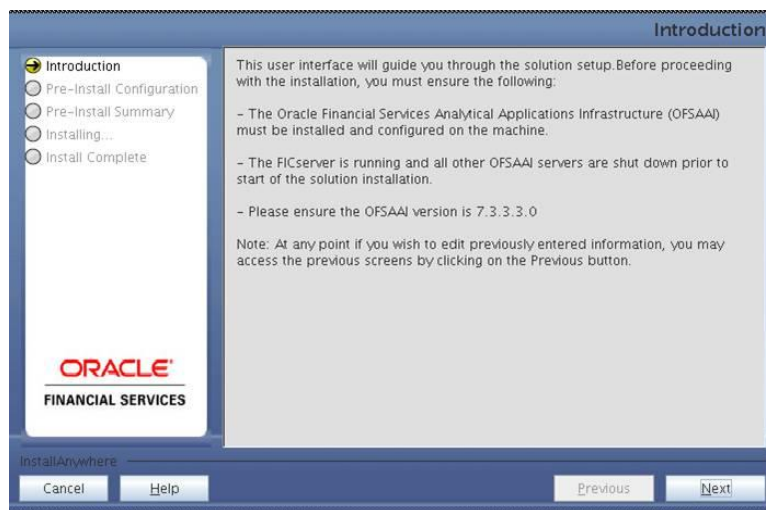 Introduction
Introduction
Pre-Install Configuration
Pre-Install Summary
Installing...
Install Complete
ORACLE
FINANCIAL SERVICES
This user interface will guide you through the solution setup.Before proceeding
with the installation, you must ensure the following:
- The Oracle Financial Services Analytical Applications Infrastructure (OFSAAI)
must be installed and configured on the machine.
- The FICserver is running and all other OFSAAI servers are shut down prior to
start of the solution installation.
- Please ensure the OFSAAI version is 7.3.3.3.0
Note: At any point if you wish to edit previously entered information, you may
access the previous screens by clicking on the Previous button.
InstallAnywhere
Cancel
Help
Previous
Next